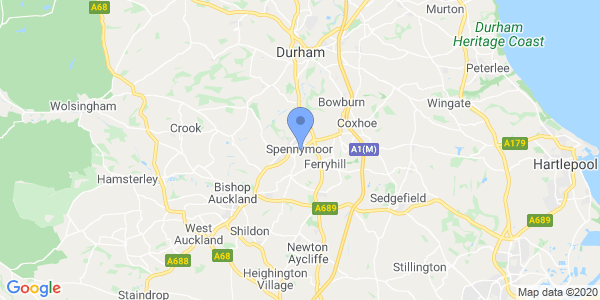 A68
Murton
Durham
Heritage Coast
Durham
Peterlee
Wolsingham
Bowburn
Wingate
Crook
Coxhoe
A179
Spennymoor
A1(M)
Ferryhill
Hartlepool
Hamsterley
Bishop
Auckland
Sedgefield
A689
A689
West
Auckland
Shildon
Newton
Aycliffe
A688
A68
Stillington
Heighington
Village
Google
Staindrop
Map data ©2020